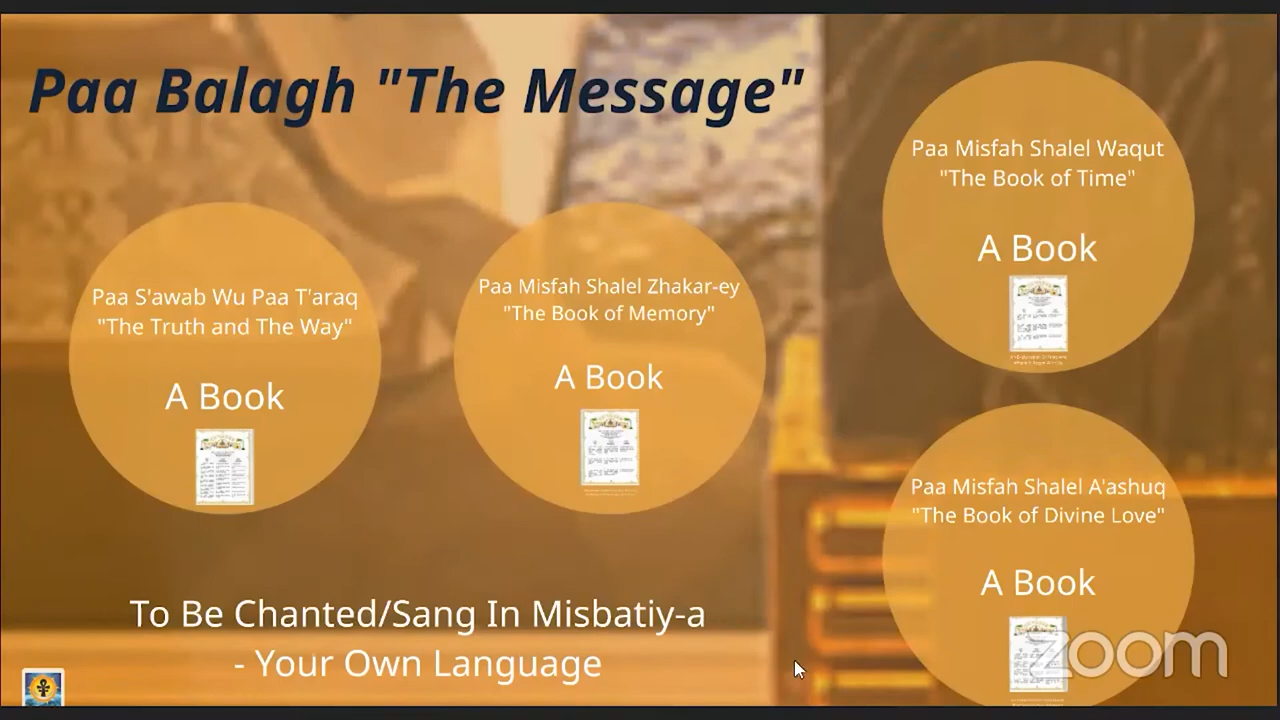 Paa Balagh "The Message"
Paa S'awab Wu Paa T'araq
"The Truth and The Way"
A Book
Paa Misfah Shalel Zhakar-ey
"The Book of Memory"
A Book
Paa Misfah Shalel Waqut
"The Book of Time"
A Book
Paa Misfah Shalel A'ashuq
"The Book of Divine Love"
A Book
To Be Chanted/Sang In Misbatiy-a
- Your Own Language
zoom